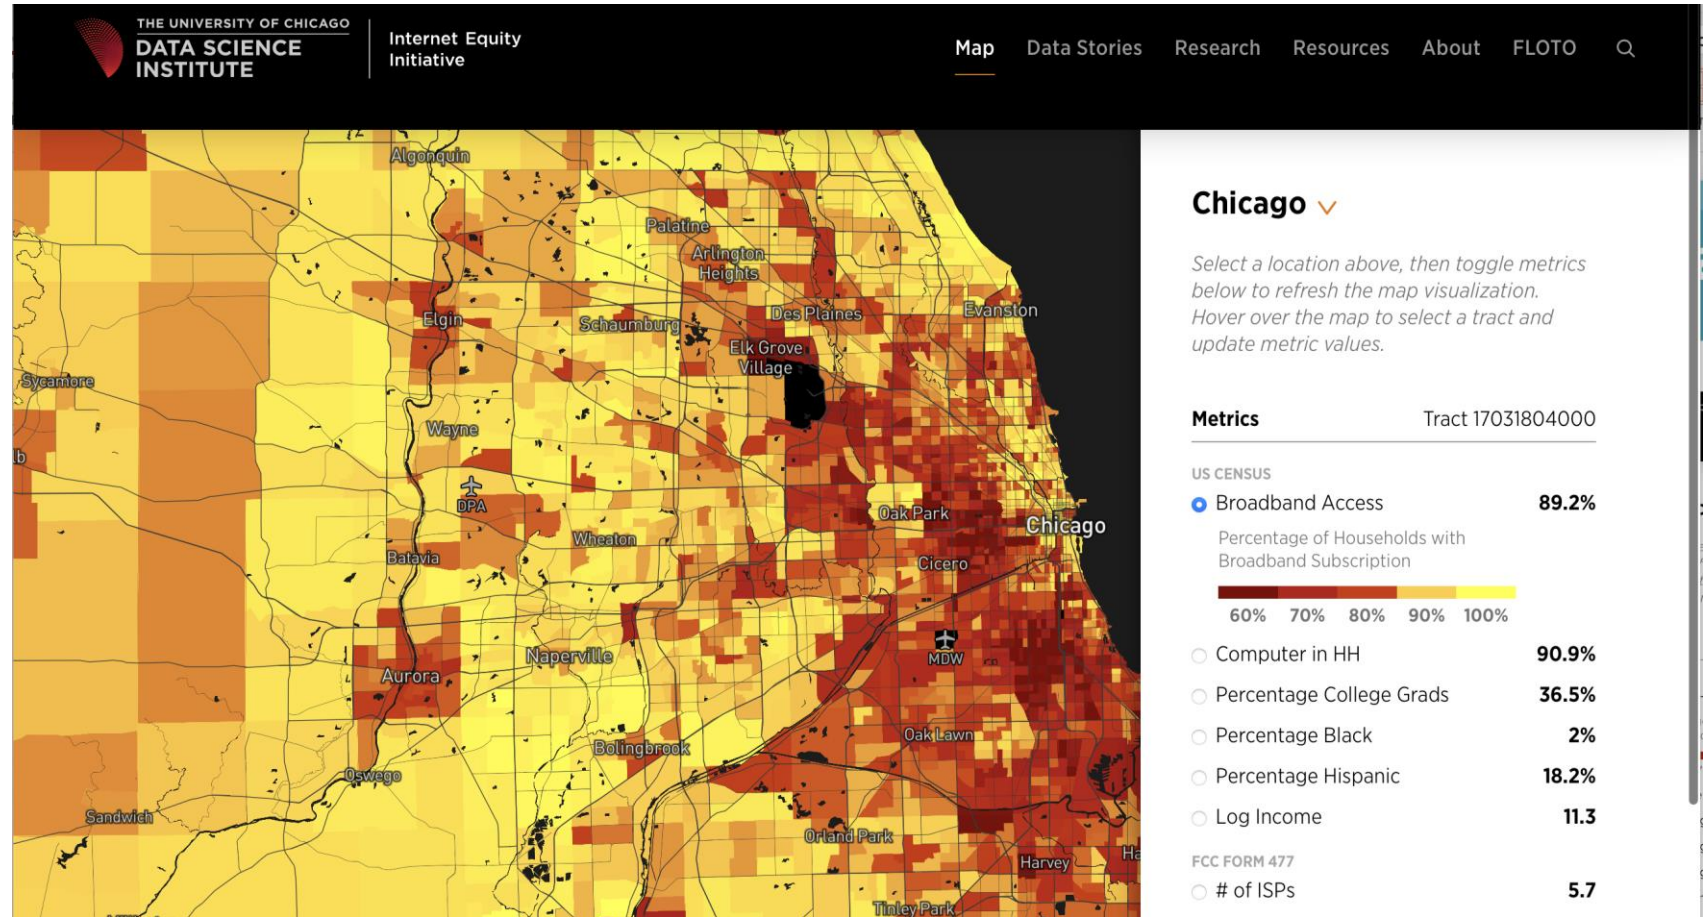 THE UNIVERSITY OF CHICAGO
DATA SCIENCE
INSTITUTE
Internet Equity
Initiative
Map
Data Stories
Research
Resources
About
FLOTO
Algonquin
Palatine
Arlington
Heights
Elgin
Schaumburg
Des Plaines
Evanston
Elk Grove
Village
Sycamore
Wayne
lb
DPA
Oak Park
Chicago
Wheaton
Batavia
Cicero
Naperville
MDW
Aurora
Bolingbrook
Oak Lawn
Oswego
Sandwich
Orland Park
Harvey
Ha
Tinley Park
Chicago
Select a location above, then toggle metrics
below to refresh the map visualization.
Hover over the map to select a tract and
update metric values.
Metrics Tract 17031804000
US CENSUS
Broadband Access 89.2%
Percentage of Households with
Broadband Subscription
60% 70% 80% 90% 100%
Computer in HH 90.9%
Percentage College Grads 36.5%
Percentage Black 2%
Percentage Hispanic 18.2%
Log Income 11.3
FCC FORM 477
# of ISPs 5.7